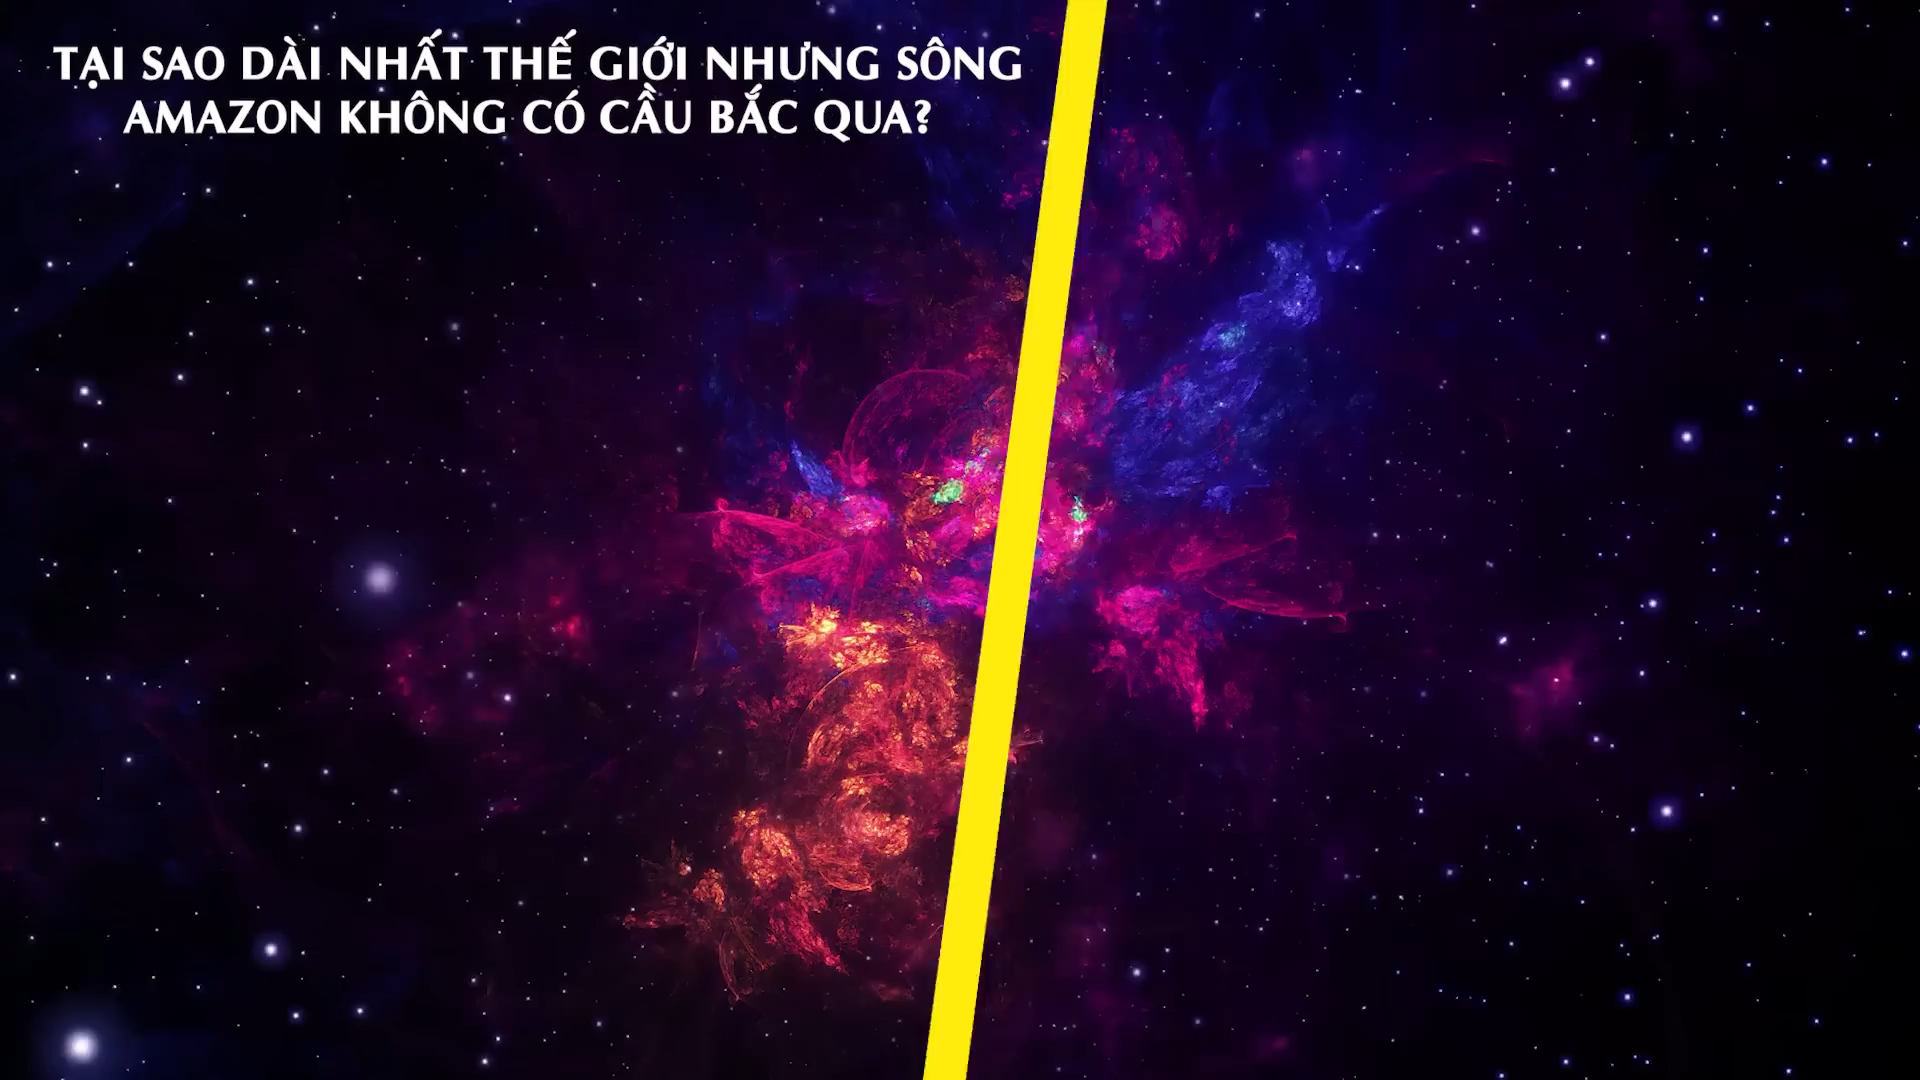 TẠI SAO DÀI NHẤT THẾ GIỚI NHƯNG SÔNG
AMAZON KHÔNG CÓ CẦU BẮC QUA?